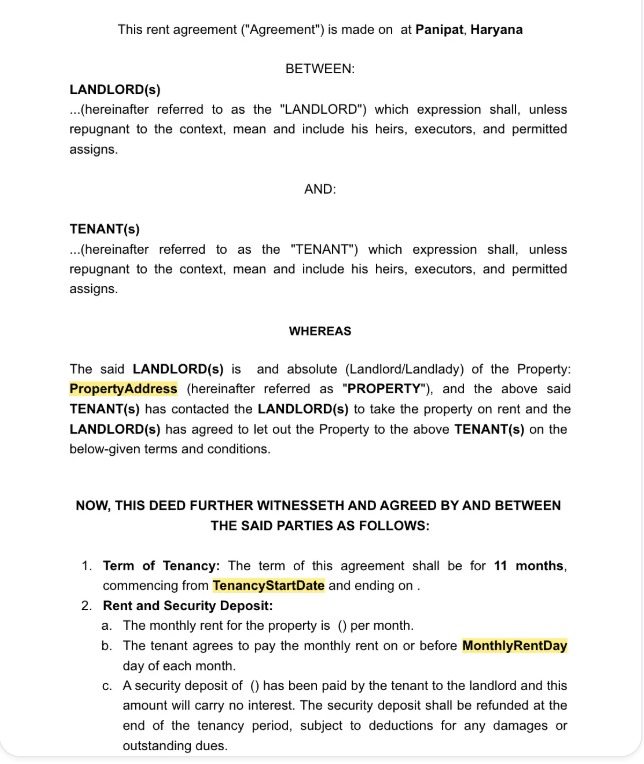 This rent agreement ("Agreement") is made on at Panipat, Haryana
BETWEEN:
LANDLORD(s)
...(hereinafter referred to as the "LANDLORD") which expression shall, unless
repugnant to the context, mean and include his heirs, executors, and permitted
assigns.
AND:
TENANT(s)
...(hereinafter referred to as the "TENANT") which expression shall, unless
repugnant to the context, mean and include his heirs, executors, and permitted
assigns.
WHEREAS
The said LANDLORD(s) is and absolute (Landlord/Landlady) of the Property:
PropertyAddress (hereinafter referred as "PROPERTY"), and the above said
TENANT(s) has contacted the LANDLORD(s) to take the property on rent and the
LANDLORD(s) has agreed to let out the Property to the above TENANT(s) on the
below-given terms and conditions.
NOW, THIS DEED FURTHER WITNESSETH AND AGREED BY AND BETWEEN
THE SAID PARTIES AS FOLLOWS:
1. Term of Tenancy: The term of this agreement shall be for 11 months,
commencing from TenancyStartDate and ending on .
2. Rent and Security Deposit:
a. The monthly rent for the property is () per month.
b. The tenant agrees to pay the monthly rent on or before MonthlyRentDay
day of each month.
c. A security deposit of () has been paid by the tenant to the landlord and this
amount will carry no interest. The security deposit shall be refunded at the
end of the tenancy period, subject to deductions for any damages or
outstanding dues.